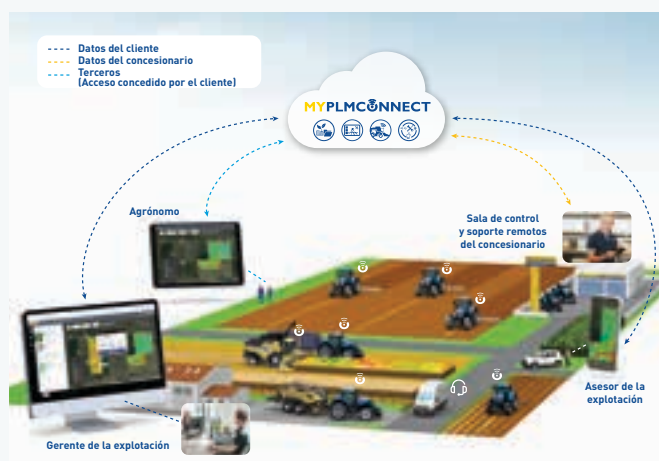 Datos del cliente
Datos del concesionario
Terceros
(Acceso concedido por el cliente)
MYPLMCONNECT
Agrónomo
Sala de control
y soporte remotos
del concesionario
Asesor de la
explotación
Gerente de la explotación